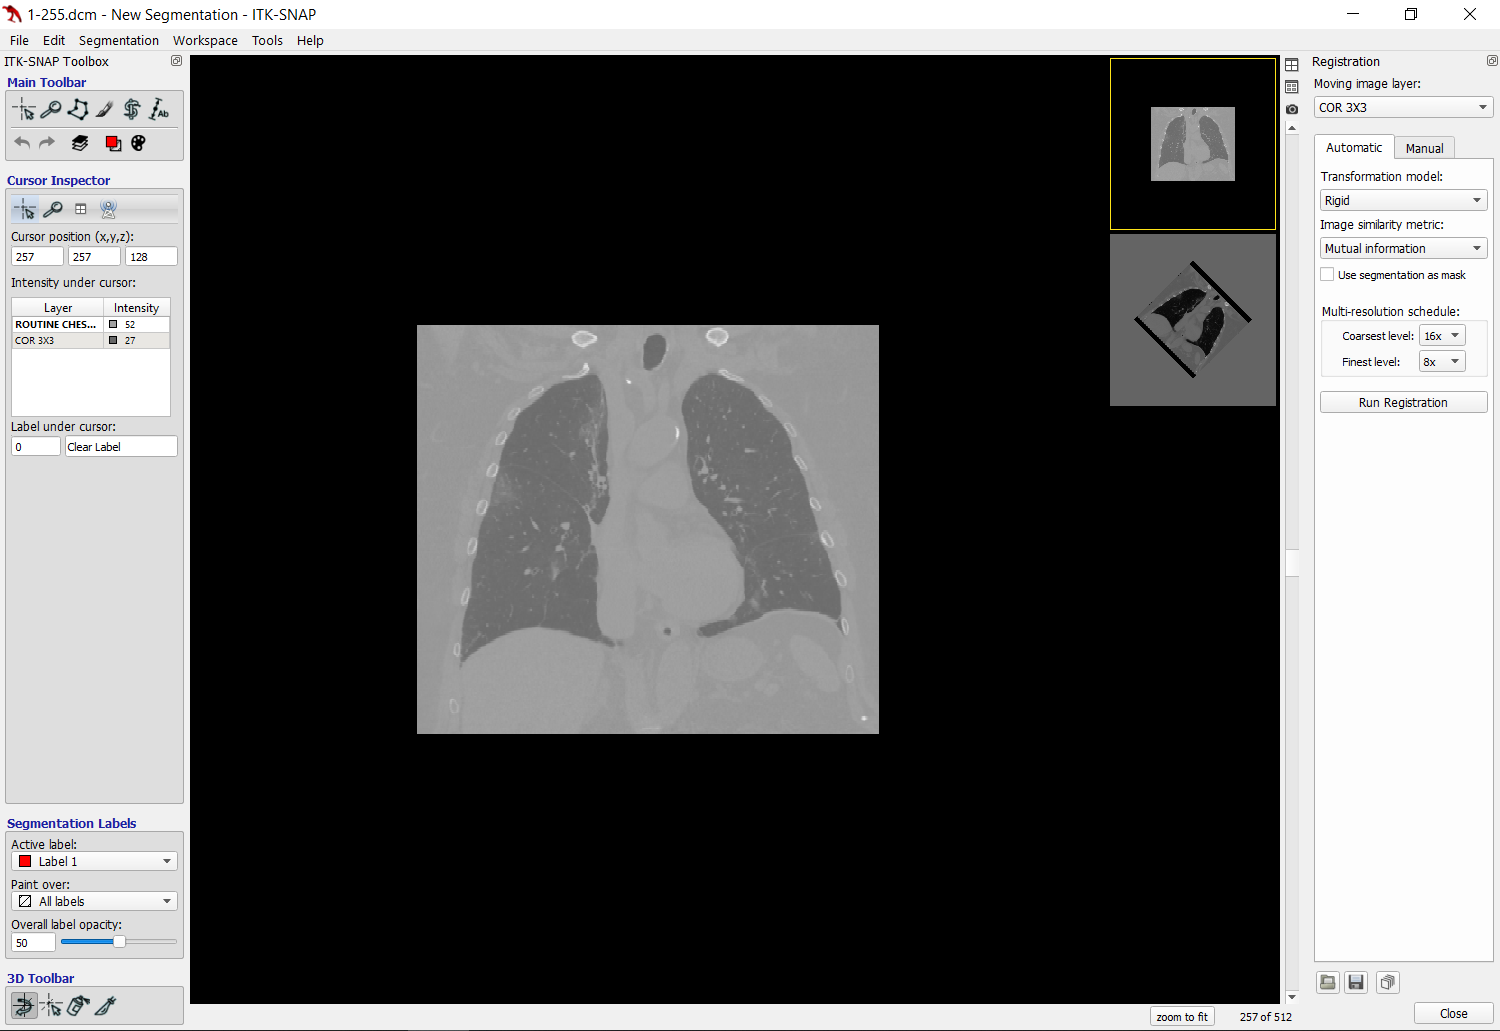 1-255.dcm - New Segmentation - ITK-SNAP
File Edit Segmentation Workspace Tools Help
ITK-SNAP Toolbox
Main Toolbar
Ab
Cursor Inspector
Cursor position (x,y,z):
257 257 128
Intensity under cursor:
Layer Intensity
ROUTINE CHES... 52
COR 3X3 27
Label under cursor:
0 Clear Label
Segmentation Labels
Active label:
Label 1
Paint over:
All labels
Overall label opacity:
50
3D Toolbar
zoom to fit 257 of 512
Registration
Moving image layer:
COR 3X3
Automatic Manual
Transformation model:
Rigid
Image similarity metric:
Mutual information
Use segmentation as mask
Multi-resolution schedule:
Coarsest level: 16x
Finest level: 8x
Run Registration
Close